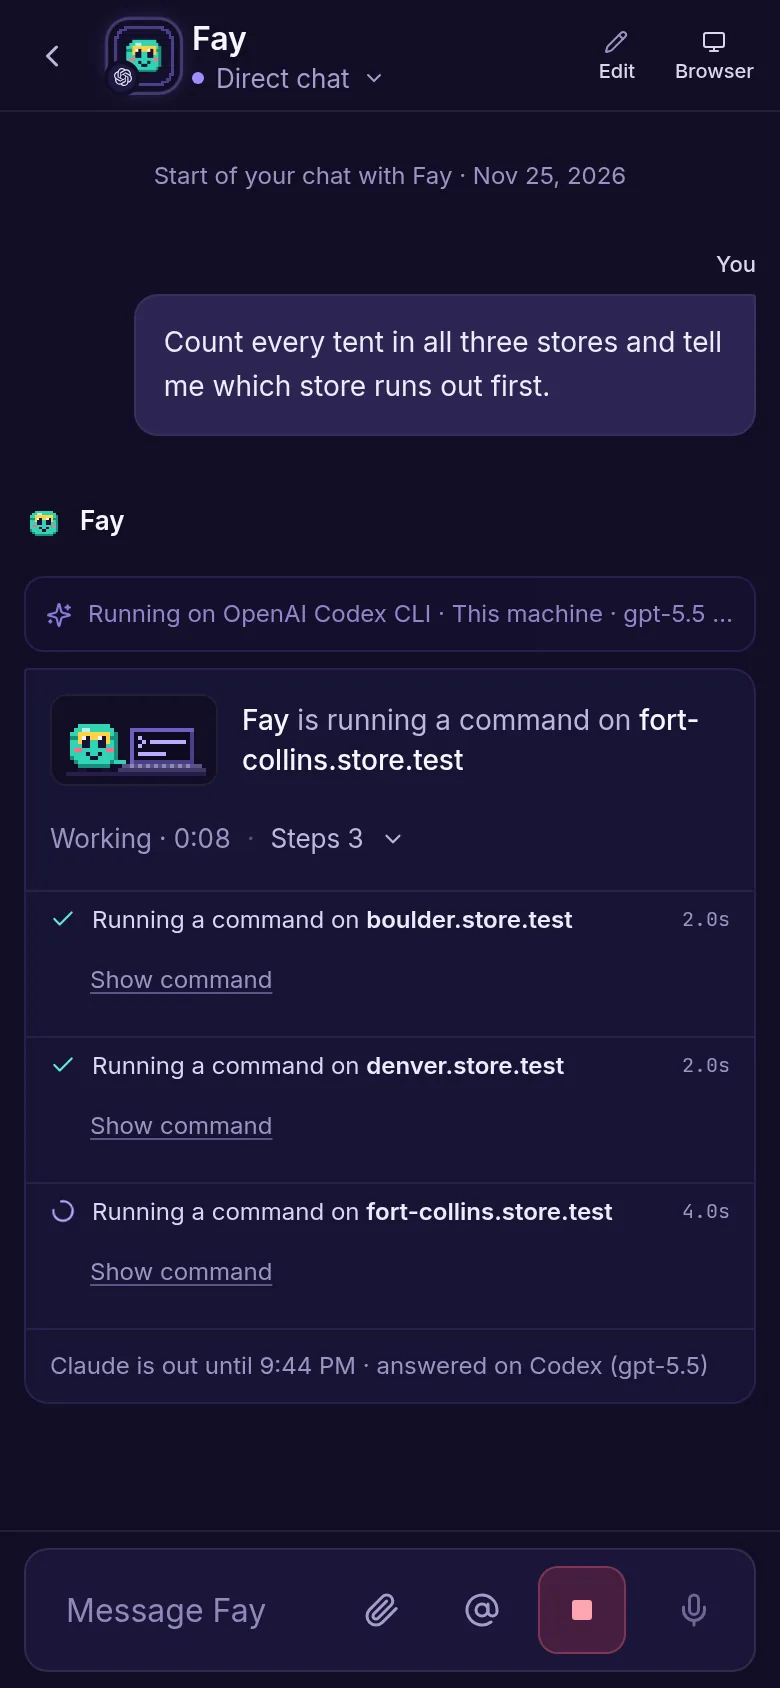 Fay
Direct chat
Edit
Browser
Start of your chat with Fay · Nov 25, 2026
You
Count every tent in all three stores and tell
me which store runs out first.
Fay
Running on OpenAI Codex CLI · This machine · gpt-5.5 ...
Fay is running a command on fort-
collins.store.test
Working · 0:08 · Steps 3
Running a command on boulder.store.test 2.0s
Show command
Running a command on denver.store.test 2.0s
Show command
Running a command on fort-collins.store.test 4.0s
Show command
Claude is out until 9:44 PM · answered on Codex (gpt-5.5)
Message Fay